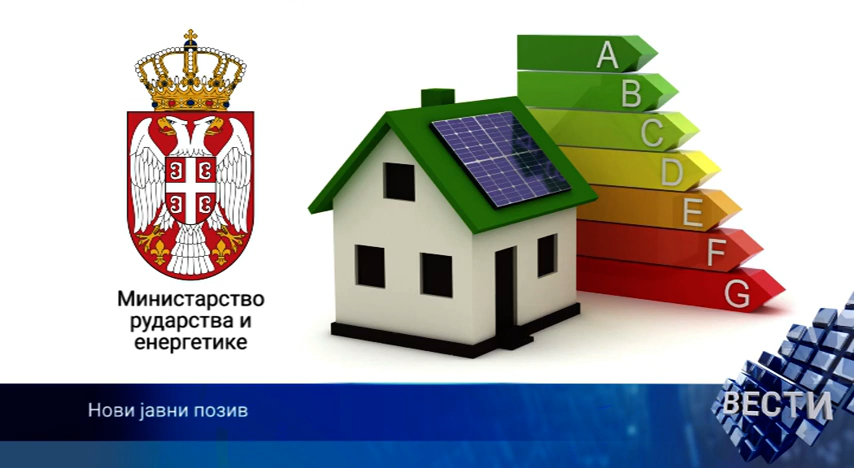 Министарство
рударства и
енергетике
A
B
C
D
E
F
G
Нови јавни позив
ВЕСТИ